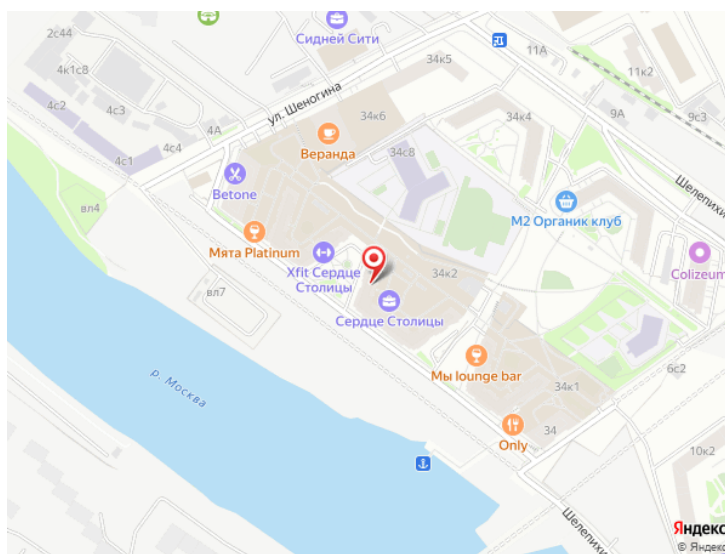 2с44
Сидней Сити
11А
4к1с8
34к5
11к2
4с2
4с3
ул. Шеногина
9А
9с3
4А
34к6
34к4
4с1
4с4
Веранда
34с8
Шелепихи
Betone
вл4
М2 Органик клуб
Мята Platinum
Xfit Сердце
Столицы
34к2
Colizeum
вл7
Сердце Столицы
р. Москва
Мы lounge bar
6с2
34к1
34
Only
10к2
Шелепихи
Яндекс
© Яндекс